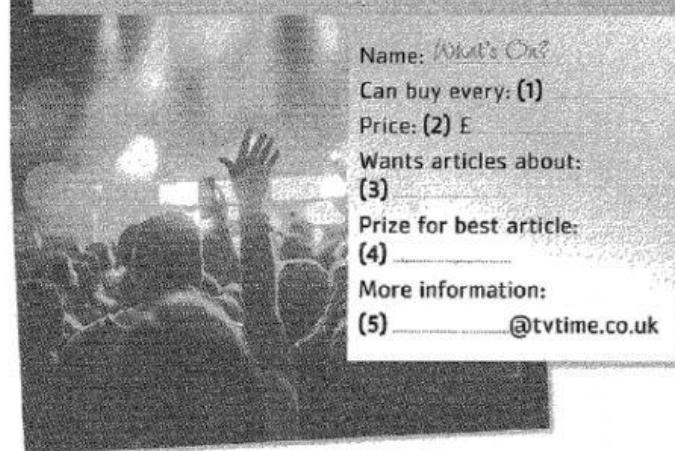 Name: What's On?
Can buy every: (1)
Price: (2) £
Wants articles about:
(3)
Prize for best article:
(4)
More information:
(5) @tvtime.co.uk